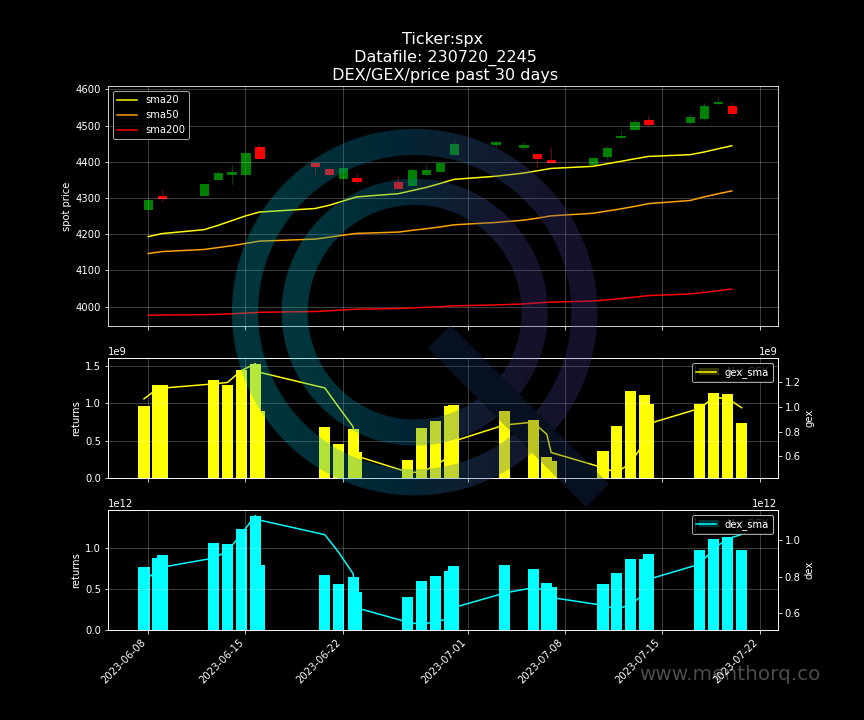 Ticker:spx
Datafile: 230720_2245
DEX/GEX/price past 30 days
sma20
sma50
sma200
4600
4500
4400
4300
4200
4100
4000
spot price
1e9
1e9
gex_sma
1.5
1.0
0.5
0.0
returns
1.2
1.0
0.8
0.6
gex
1e12
1e12
dex_sma
1.0
0.5
0.0
returns
1.0
0.8
0.6
dex
2023-06-08
2023-06-15
2023-06-22
2023-07-01
2023-07-08
2023-07-15
2023-07-22
www.menthorq.co